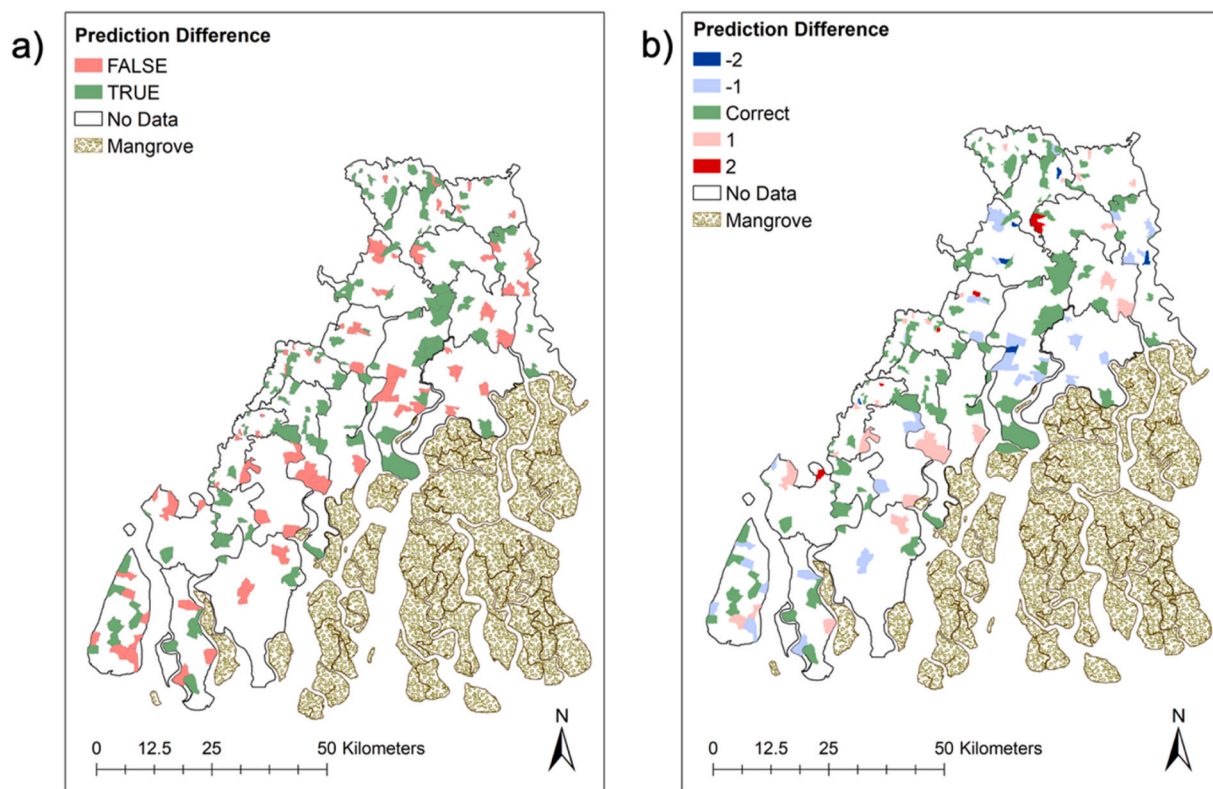 a)
Prediction Difference
FALSE
TRUE
No Data
Mangrove
N
0 12.5 25 50 Kilometers
b)
Prediction Difference
-2
-1
Correct
1
2
No Data
Mangrove
N
0 12.5 25 50 Kilometers